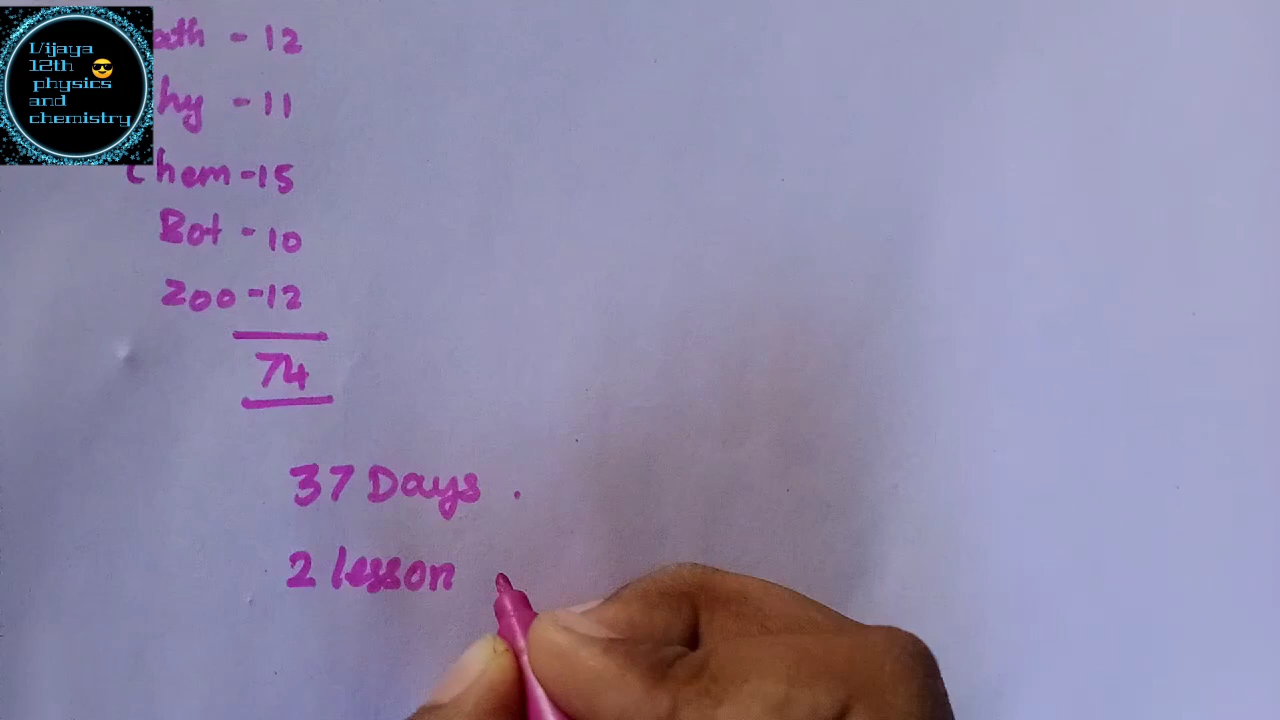 Vijaya
12th 😎
physics
and
chemistry
ath - 12
hy - 11
Chem - 15
Bot - 10
Zoo - 12
74
37 Days .
2 lesson